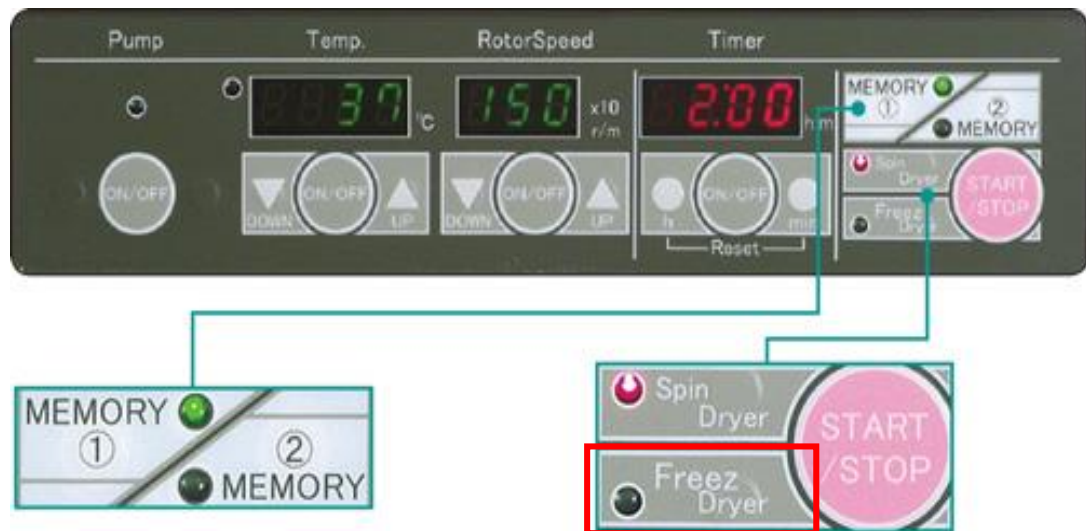 Pump Temp. RotorSpeed Timer
37 °C 150 x10 r/m 2:00 h:m
MEMORY ①
② MEMORY
ON/OFF DOWN ON/OFF UP DOWN ON/OFF UP h ON/OFF min
Reset
Spin Dryer
Freez Dryer
START /STOP
MEMORY ①
② MEMORY
Spin Dryer
Freez Dryer
START /STOP